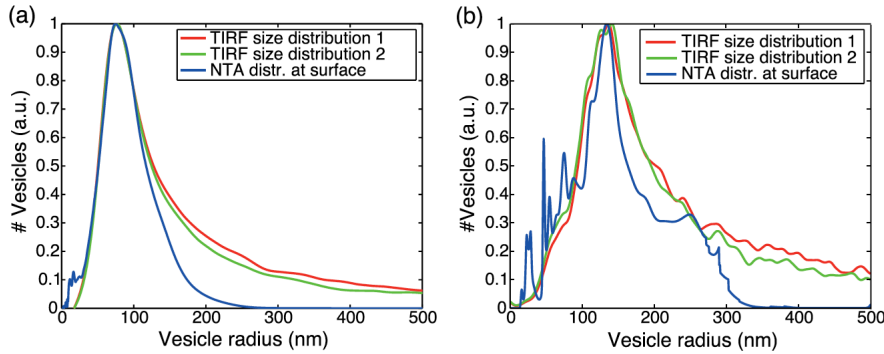 (a)
TIRF size distribution 1
TIRF size distribution 2
NTA distr. at surface
# Vesicles (a.u.)
1
0.9
0.8
0.7
0.6
0.5
0.4
0.3
0.2
0.1
0
0 100 200 300 400 500
Vesicle radius (nm)
(b)
TIRF size distribution 1
TIRF size distribution 2
NTA distr. at surface
#Vesicles (a.u.)
1
0.9
0.8
0.7
0.6
0.5
0.4
0.3
0.2
0.1
0
0 100 200 300 400 500
Vesicle radius (nm)